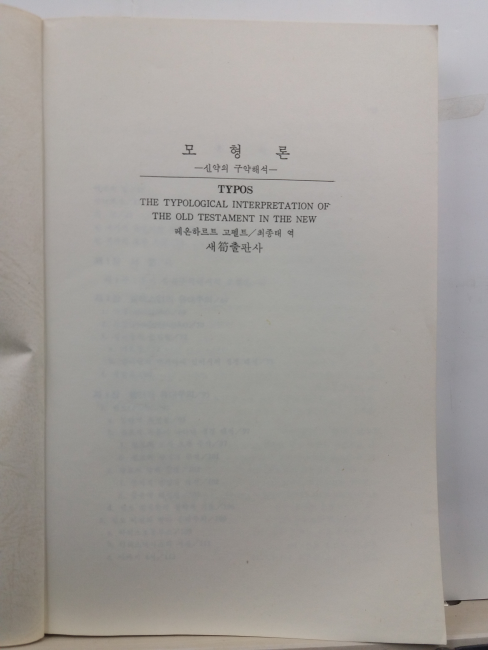 모 형 론
—신약의 구약해석—
TYPOS
THE TYPOLOGICAL INTERPRETATION OF
THE OLD TESTAMENT IN THE NEW
레온하르트 고펠트/최종태 역
새筍출판사